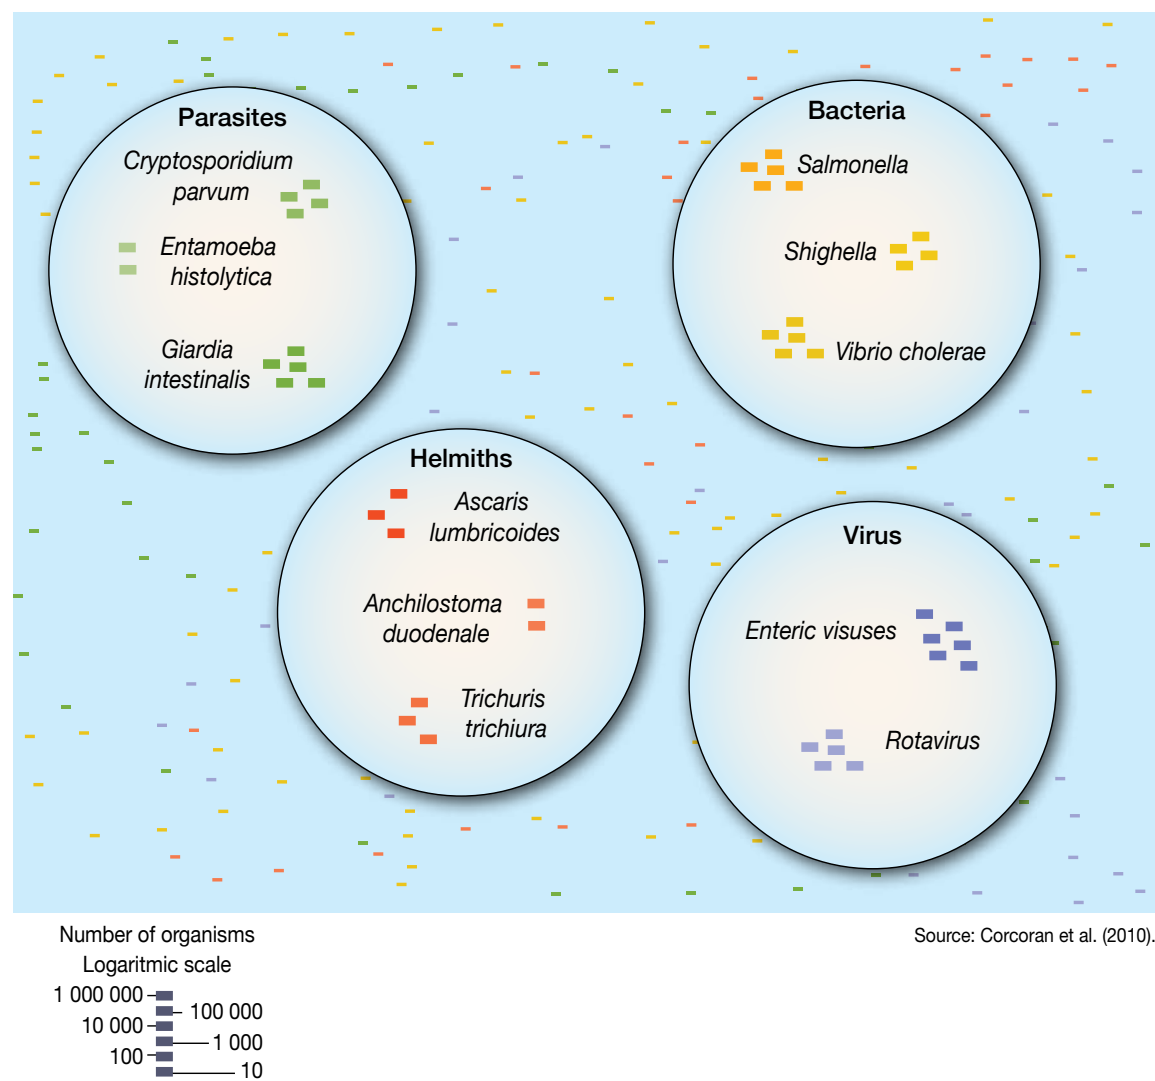 Parasites
Cryptosporidium
parvum
Entamoeba
histolytica
Giardia
intestinalis
Bacteria
Salmonella
Shighella
Vibrio cholerae
Helmiths
Ascaris
lumbricoides
Anchilostoma
duodenale
Trichuris
trichiura
Virus
Enteric visuses
Rotavirus
Number of organisms
Logaritmic scale
1 000 000
100 000
10 000
1 000
100
10
Source: Corcoran et al. (2010).